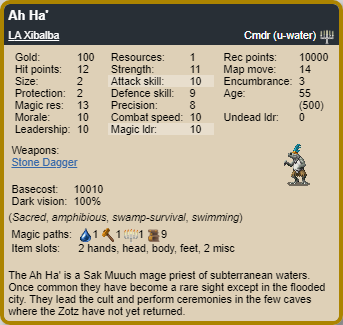 Ah Ha'
LA Xibalba Cmdr (u-water)
Gold: 100 Resources: 1 Rec points: 10000
Hit points: 12 Strength: 11 Map move: 14
Size: 2 Attack skill: 10 Encumbrance: 3
Protection: 2 Defence skill: 9 Age: 55
Magic res: 13 Precision: 8 (500)
Morale: 10 Combat speed: 10 Undead ldr: 0
Leadership: 10 Magic ldr: 10
Weapons:
Stone Dagger
Basecost: 10010
Dark vision: 100%
(Sacred, amphibious, swamp-survival, swimming)
Magic paths: 1 1 1 9
Item slots: 2 hands, head, body, feet, 2 misc
The Ah Ha' is a Sak Muuch mage priest of subterranean waters.
Once common they have become a rare sight except in the flooded
city. They lead the cult and perform ceremonies in the few caves
where the Zotz have not yet returned.